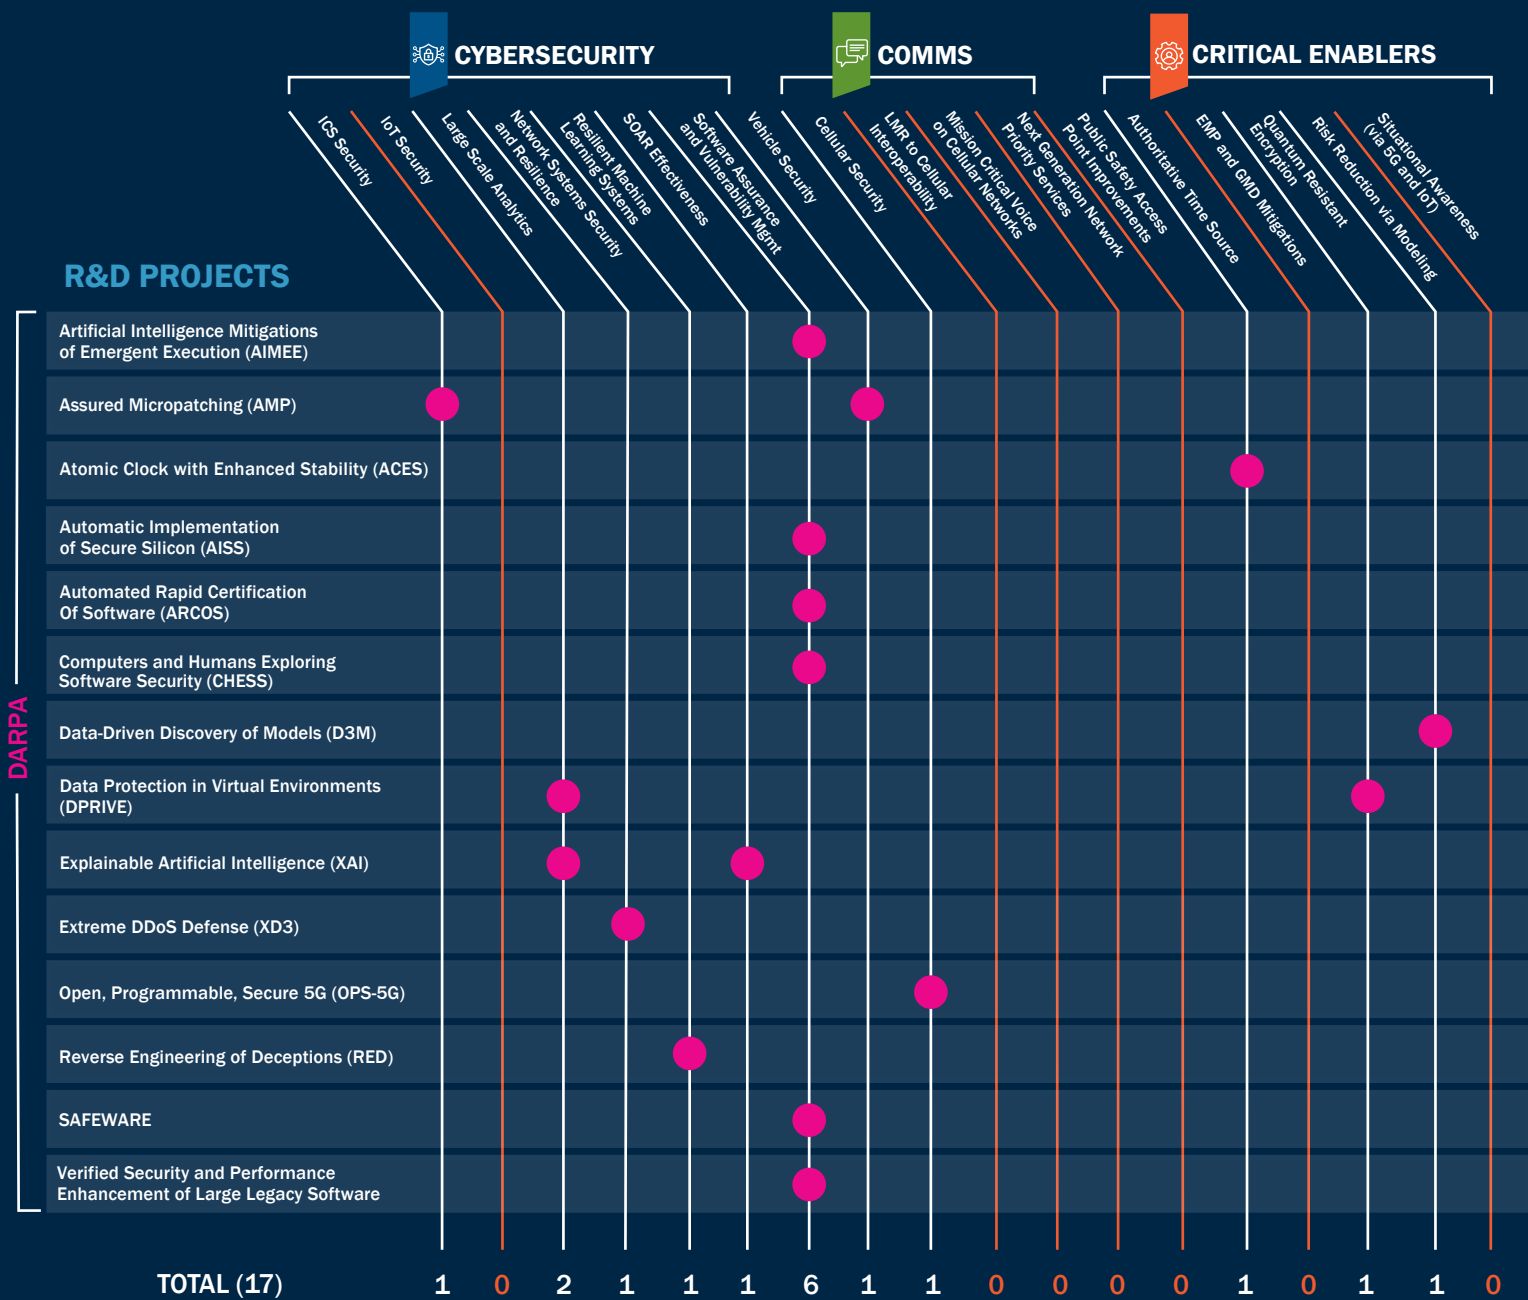 CYBERSECURITY
COMMS
CRITICAL ENABLERS
ICS Security
IoT Security
Large Scale Analytics
Network Systems Security
and Resilience
Resilient Machine
Learning Systems
SOAR Effectiveness
Software Assurance
and Vulnerability Mgmt
Vehicle Security
Cellular Security
LMR to Cellular
Interoperability
Mission Critical Voice
on Cellular Networks
Next Generation Network
Priority Services
Public Safety Access
Point Improvements
Authoritative Time Source
EMP and GMD Mitigations
Quantum Resistant
Encryption
Risk Reduction via Modeling
Situational Awareness
(via 5G and IoT)
R&D PROJECTS
DARPA
Artificial Intelligence Mitigations
of Emergent Execution (AIMEE)
Assured Micropatching (AMP)
Atomic Clock with Enhanced Stability (ACES)
Automatic Implementation
of Secure Silicon (AISS)
Automated Rapid Certification
Of Software (ARCOS)
Computers and Humans Exploring
Software Security (CHESS)
Data-Driven Discovery of Models (D3M)
Data Protection in Virtual Environments
(DPRIVE)
Explainable Artificial Intelligence (XAI)
Extreme DDoS Defense (XD3)
Open, Programmable, Secure 5G (OPS-5G)
Reverse Engineering of Deceptions (RED)
SAFEWARE
Verified Security and Performance
Enhancement of Large Legacy Software
TOTAL (17) 1 0 2 1 1 1 6 1 1 0 0 0 0 1 0 1 1 0